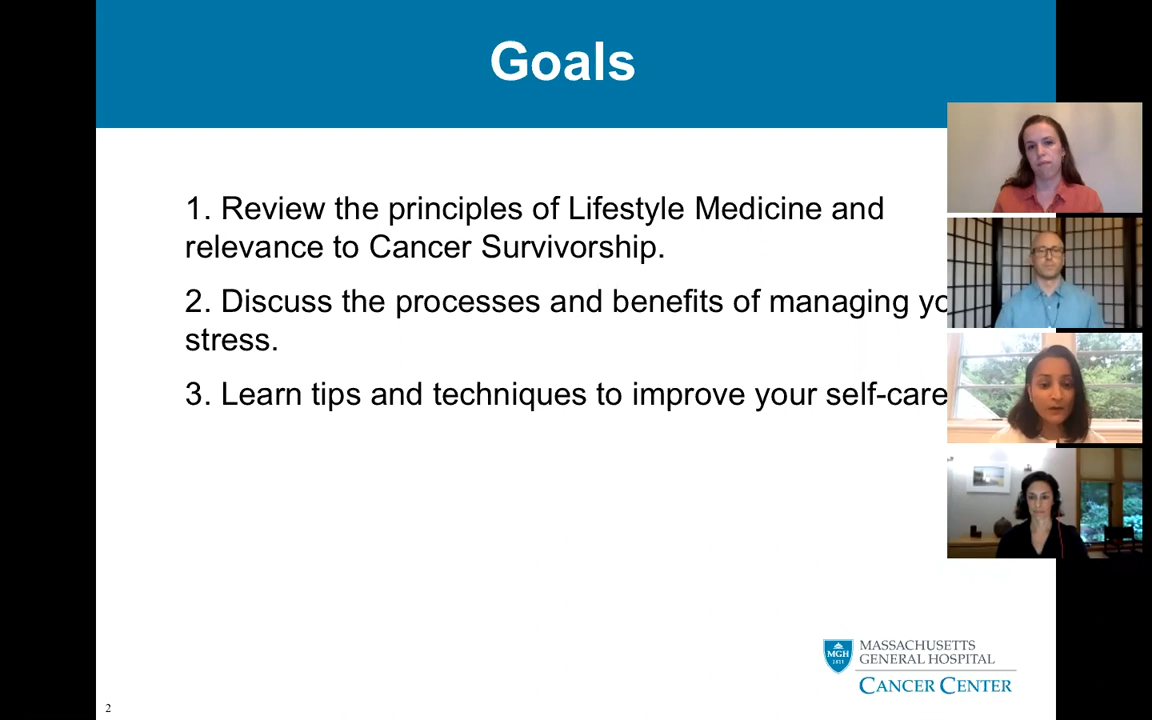 Goals
1. Review the principles of Lifestyle Medicine and
relevance to Cancer Survivorship.
2. Discuss the processes and benefits of managing yo
stress.
3. Learn tips and techniques to improve your self-care
MGH
1811
MASSACHUSETTS
GENERAL HOSPITAL
CANCER CENTER
2